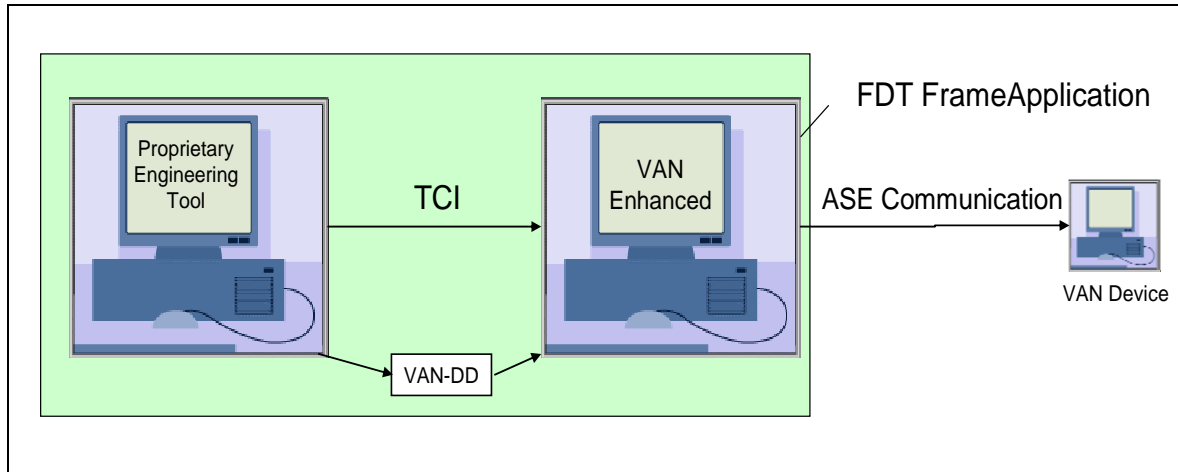 FDT FrameApplication
Proprietary
Engineering
Tool
TCI
VAN
Enhanced
ASE Communication
VAN Device
VAN-DD